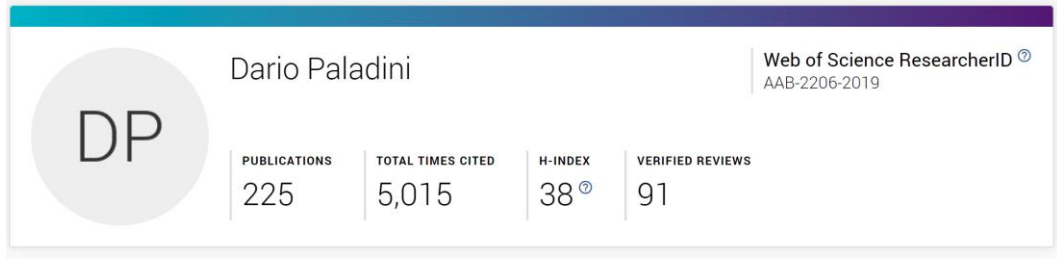 DP
Dario Paladini
Web of Science ResearcherID ?
AAB-2206-2019
PUBLICATIONS
225
TOTAL TIMES CITED
5,015
H-INDEX
38 ?
VERIFIED REVIEWS
91